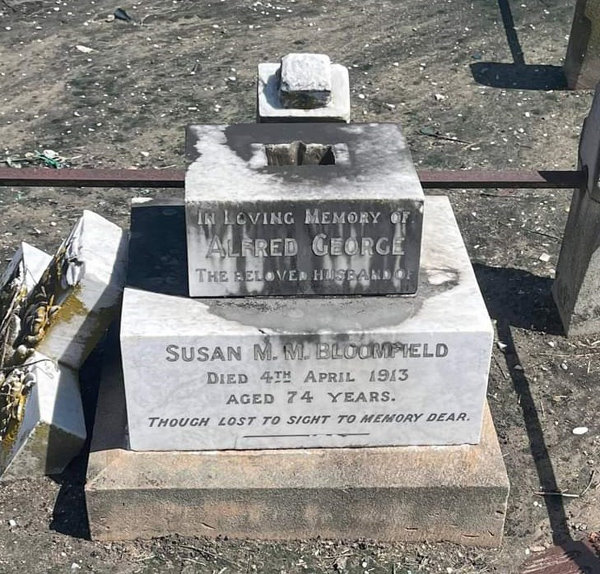 IN LOVING MEMORY OF
ALFRED GEORGE
THE BELOVED HUSBAND OF
SUSAN M. M. BLOOMFIELD
DIED 4TH APRIL 1913
AGED 74 YEARS.
THOUGH LOST TO SIGHT TO MEMORY DEAR.